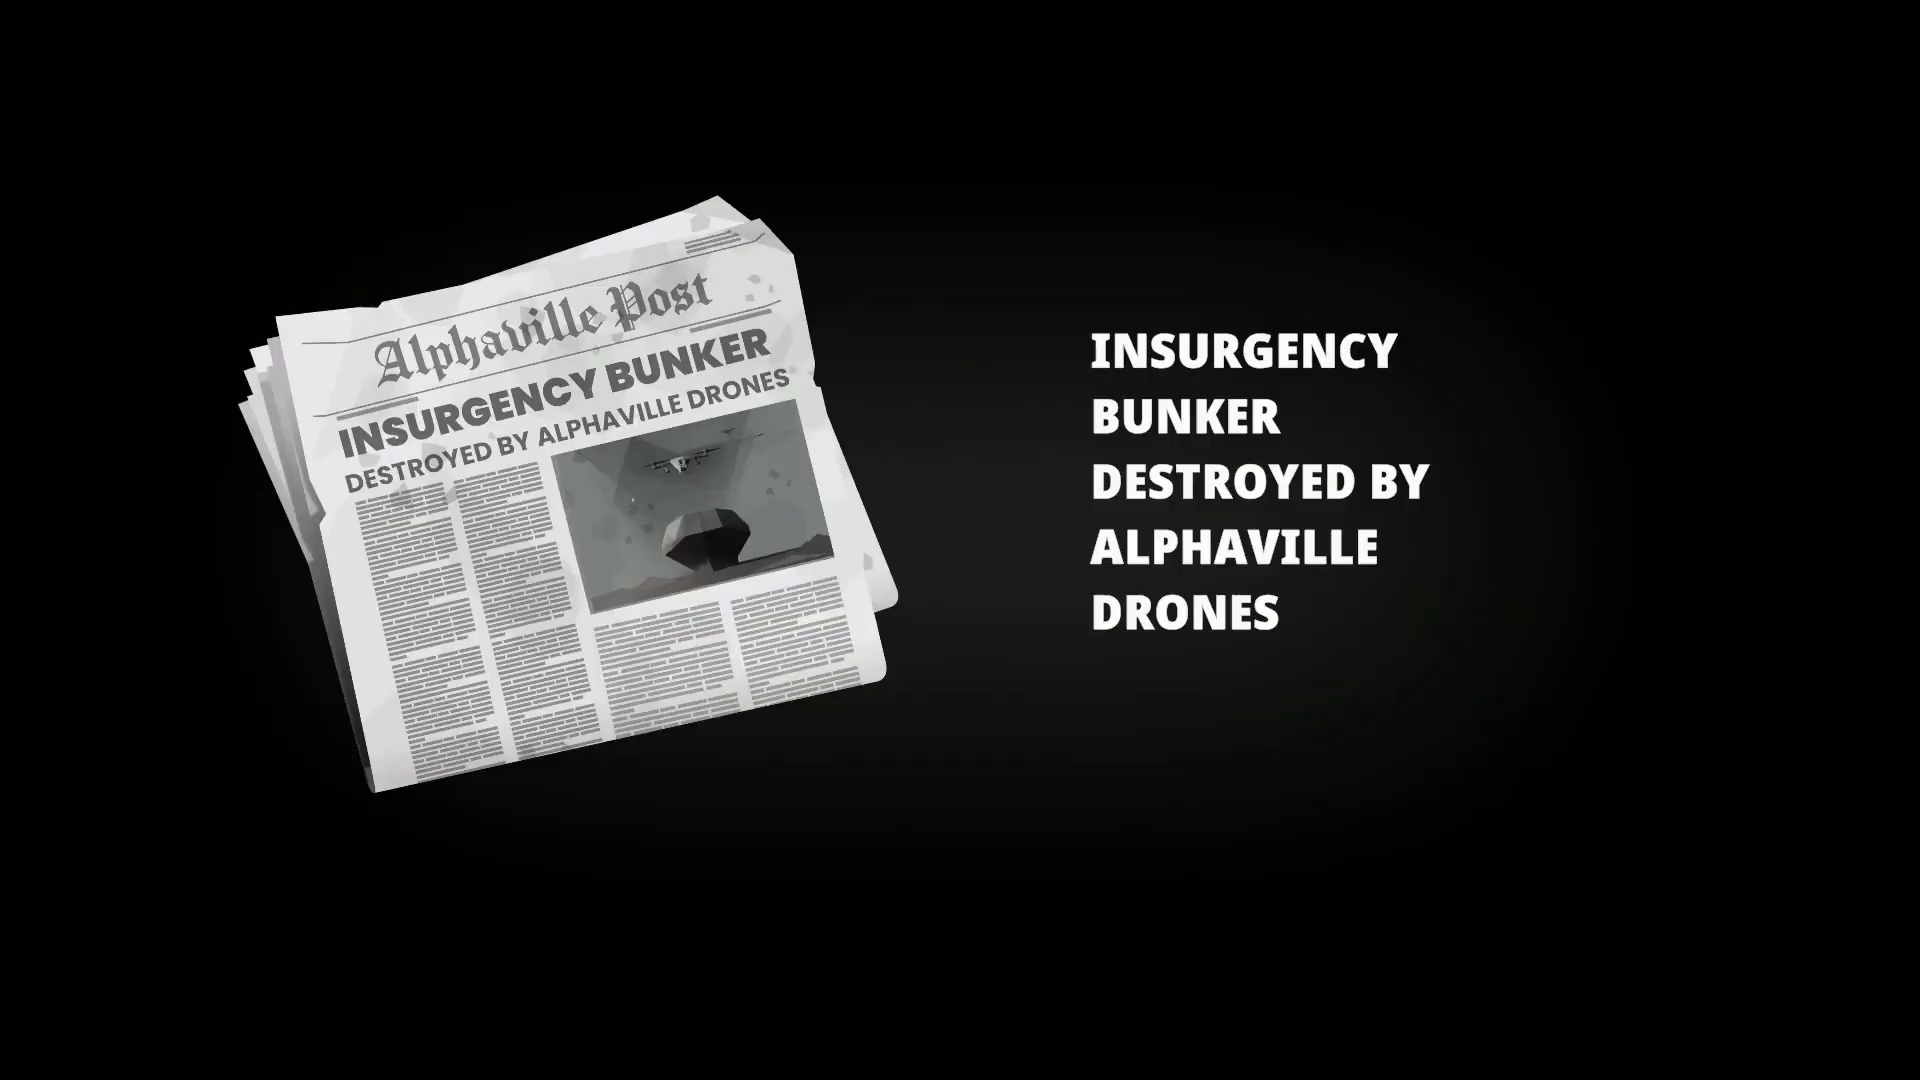 Alphaville Post
INSURGENCY BUNKER
DESTROYED BY ALPHAVILLE DRONES
INSURGENCY
BUNKER
DESTROYED BY
ALPHAVILLE
DRONES